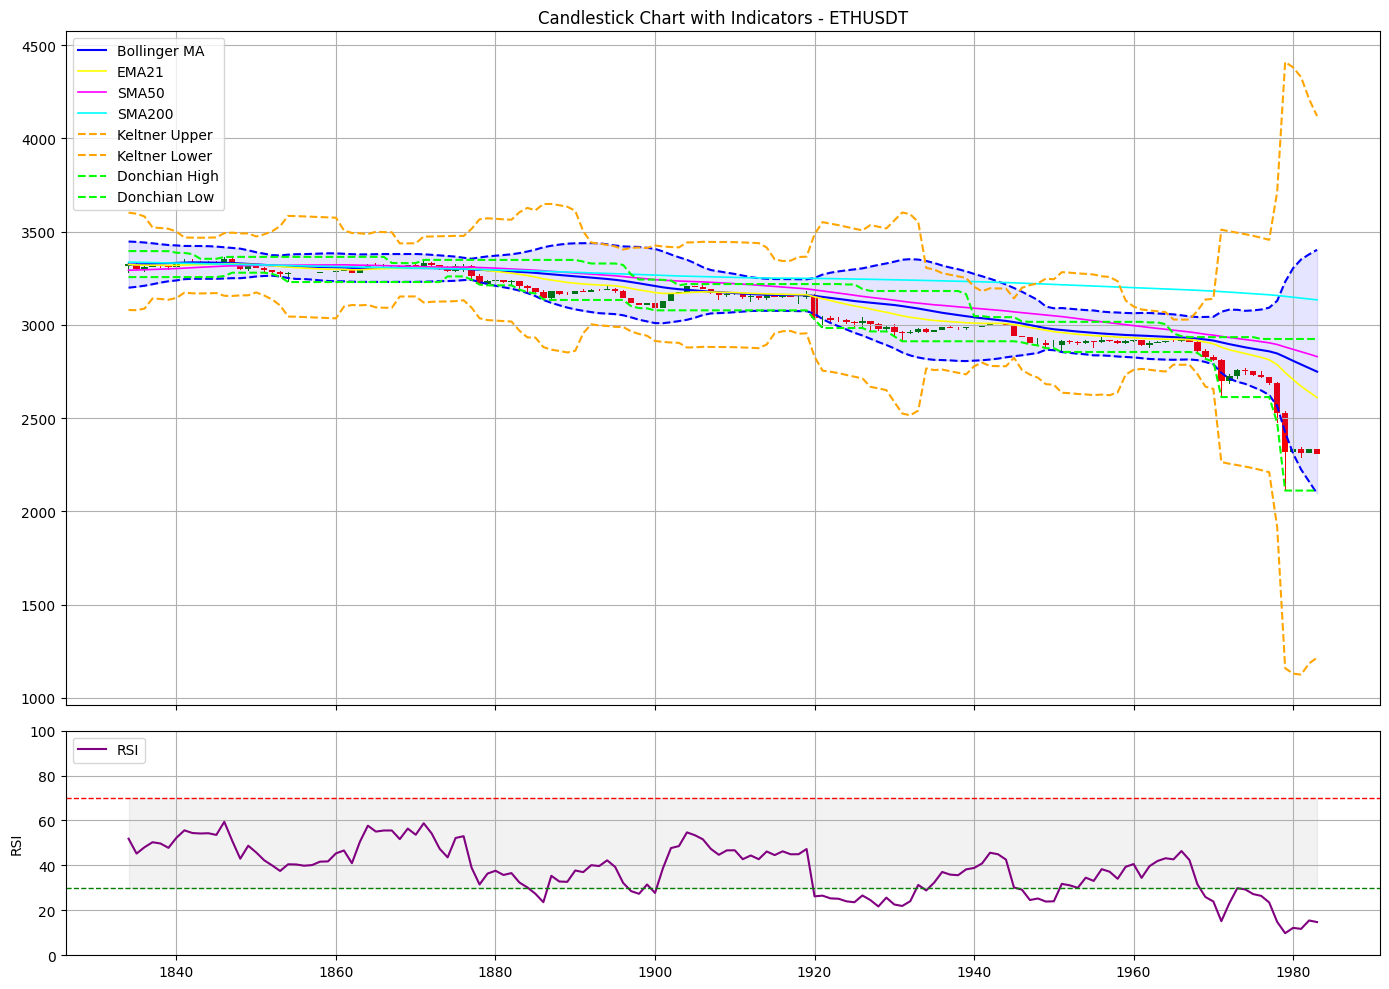 Candlestick Chart with Indicators - ETHUSDT
4500
4000
3500
3000
2500
2000
1500
1000
Bollinger MA
EMA21
SMA50
SMA200
Keltner Upper
Keltner Lower
Donchian High
Donchian Low
100
80
60
40
20
0
RSI
RSI
1840 1860 1880 1900 1920 1940 1960 1980